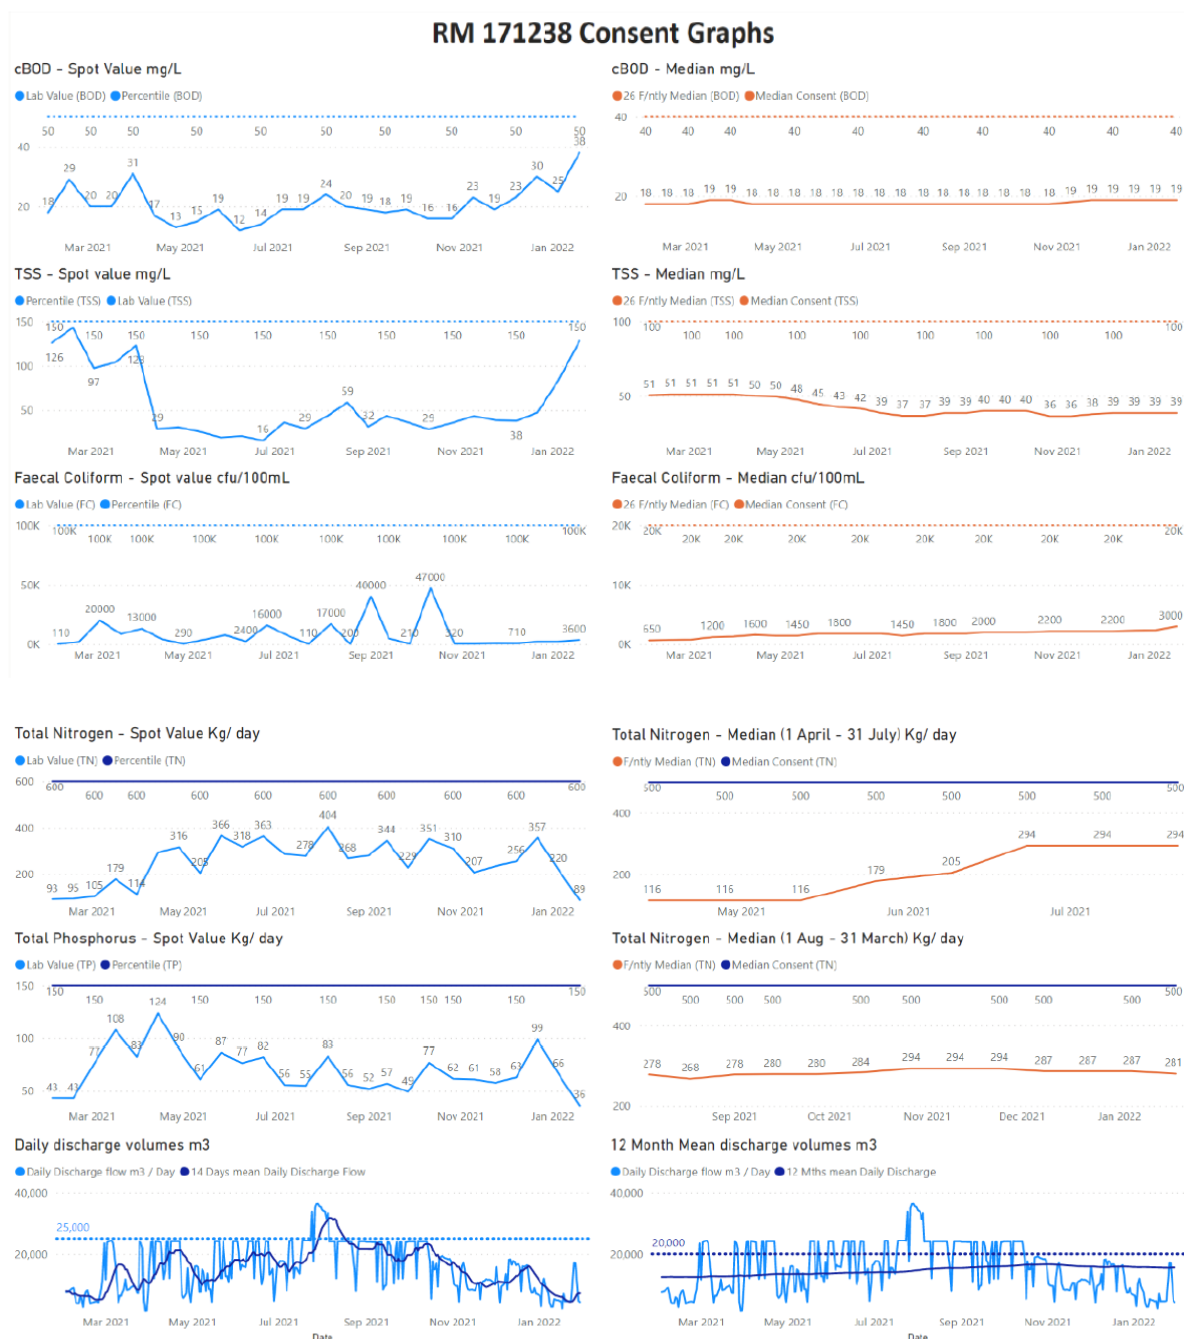 RM 171238 Consent Graphs
cBOD - Spot Value mg/L
Lab Value (BOD) Percentile (BOD)
50 50 50 50 50 50 50 50 50
40
20
18 29 20 20 31 17 13 15 19 12 14 19 19 24 20 19 18 19 16 16 23 19 23 30 25 38
Mar 2021 May 2021 Jul 2021 Sep 2021 Nov 2021 Jan 2022
cBOD - Median mg/L
26 F/ntly Median (BOD) Median Consent (BOD)
40
40 40 40 40 40 40 40 40 40 40 40 40
20
18 18 18 19 19 18 18 18 18 18 18 18 18 18 18 18 18 18 18 18 19 19 19 19 19 19
Mar 2021 May 2021 Jul 2021 Sep 2021 Nov 2021 Jan 2022
TSS - Spot value mg/L
Percentile (TSS) Lab Value (TSS)
150
150 150 150 150 150 150 150 150 150 150
100
50
126 97 123 29 16 29 59 32 29 38
Mar 2021 May 2021 Jul 2021 Sep 2021 Nov 2021 Jan 2022
TSS - Median mg/L
26 F/ntly Median (TSS) Median Consent (TSS)
100
100 100 100 100 100 100 100 100 100 100
50
51 51 51 51 51 50 50 48 45 43 42 39 37 37 39 39 40 40 40 36 36 38 39 39 39 39
Mar 2021 May 2021 Jul 2021 Sep 2021 Nov 2021 Jan 2022
Faecal Coliform - Spot value cfu/100mL
Lab Value (FC) Percentile (FC)
100K
100K 100K 100K 100K 100K 100K 100K 100K 100K 100K
50K
0K
110 20000 13000 290 2400 16000 110 17000 200 40000 210 47000 320 710 3600
Mar 2021 May 2021 Jul 2021 Sep 2021 Nov 2021 Jan 2022
Faecal Coliform - Median cfu/100mL
26 F/ntly Median (FC) Median Consent (FC)
20K
20K 20K 20K 20K 20K 20K 20K 20K 20K 20K
10K
0K
650 1200 1600 1450 1800 1450 1800 2000 2200 2200 3000
Mar 2021 May 2021 Jul 2021 Sep 2021 Nov 2021 Jan 2022
Total Nitrogen - Spot Value Kg/ day
Lab Value (TN) Percentile (TN)
600
600 600 600 600 600 600 600 600 600 600
400
200
93 95 105 179 114 316 205 366 318 363 278 404 268 344 229 351 310 207 256 357 220 89
Mar 2021 May 2021 Jul 2021 Sep 2021 Nov 2021 Jan 2022
Total Nitrogen - Median (1 April - 31 July) Kg/ day
F/ntly Median (TN) Median Consent (TN)
500 500 500 500 500 500 500 500
400
200
116 116 116 179 205 294 294 294
May 2021 Jun 2021 Jul 2021
Total Phosphorus - Spot Value Kg/ day
Lab Value (TP) Percentile (TP)
150
150 150 150 150 150 150 150 150 150 150
100
50
43 43 77 108 83 124 90 61 87 77 82 56 55 83 56 52 57 49 77 62 61 58 63 99 66 36
Mar 2021 May 2021 Jul 2021 Sep 2021 Nov 2021 Jan 2022
Total Nitrogen - Median (1 Aug - 31 March) Kg/ day
F/ntly Median (TN) Median Consent (TN)
500 500 500 500 500 500 500 500 500 500
400
200
278 268 278 280 280 284 294 294 294 287 287 287 281
Sep 2021 Oct 2021 Nov 2021 Dec 2021 Jan 2022
Daily discharge volumes m3
Daily Discharge flow m3 / Day 14 Days mean Daily Discharge Flow
40,000
25,000
20,000
Mar 2021 May 2021 Jul 2021 Sep 2021 Nov 2021 Jan 2022
Date
12 Month Mean discharge volumes m3
Daily Discharge flow m3 / Day 12 Mths mean Daily Discharge
40,000
20,000
20,000
Mar 2021 May 2021 Jul 2021 Sep 2021 Nov 2021 Jan 2022
Date